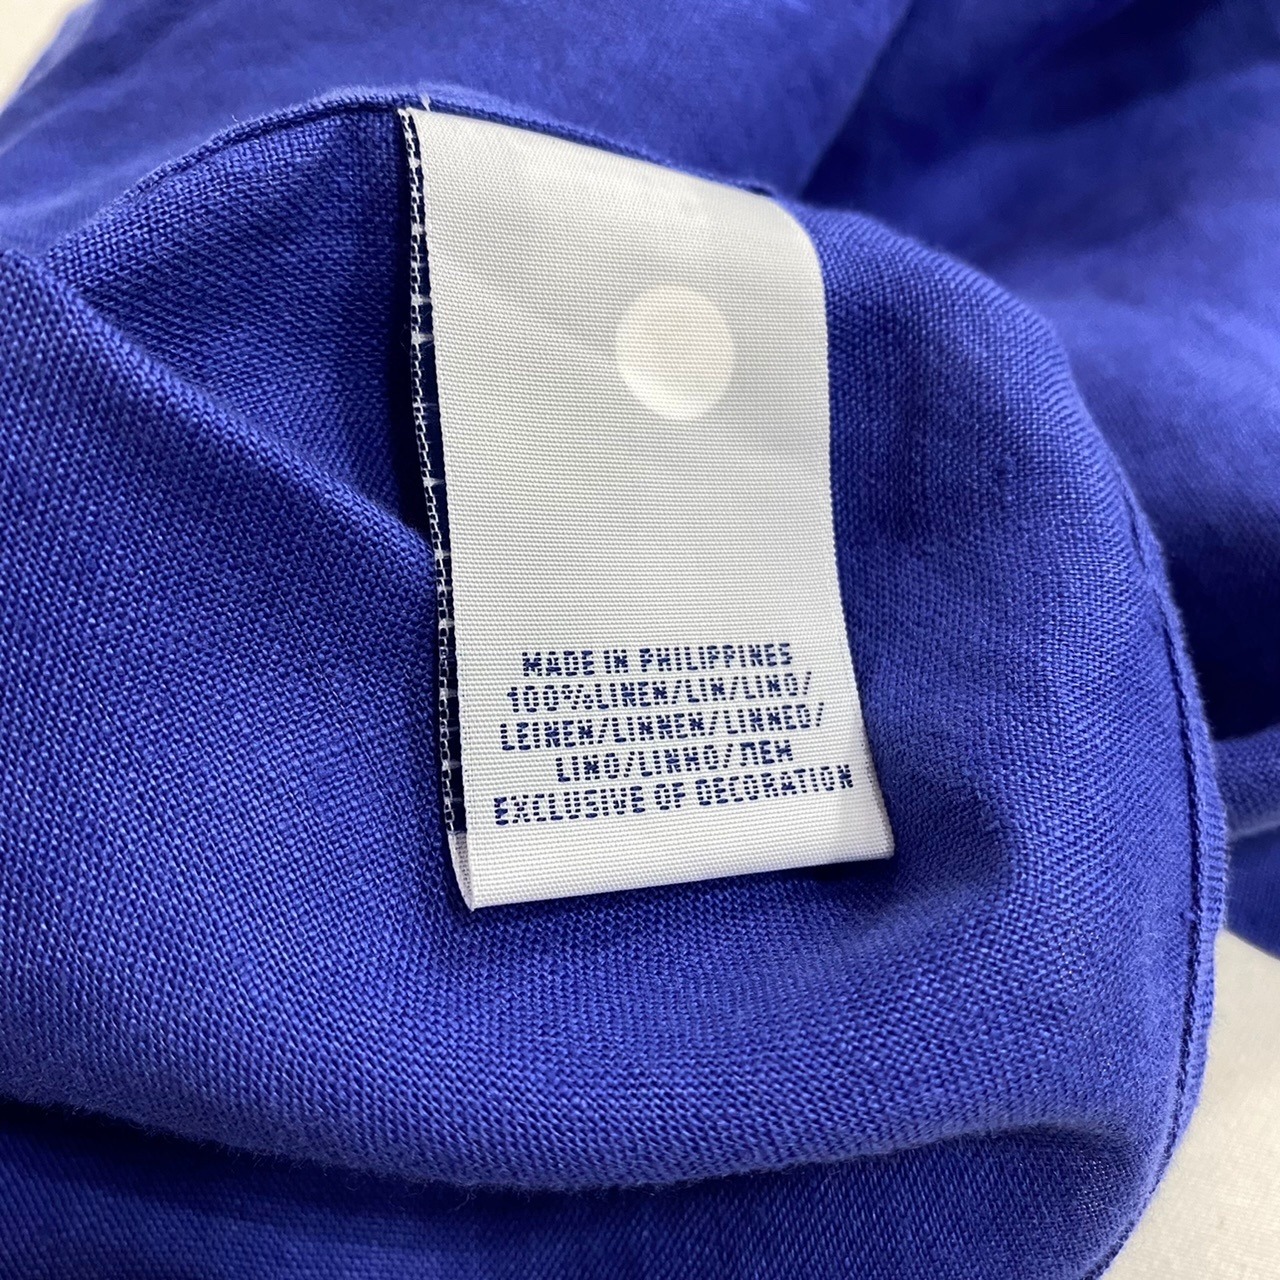 MADE IN PHILIPPINES
100%LINEN/LIN/LINO/
LEINEN/LINNEN/LINNED/
LINO/LINHO/ЛЕН
EXCLUSIVE OF DECORATION